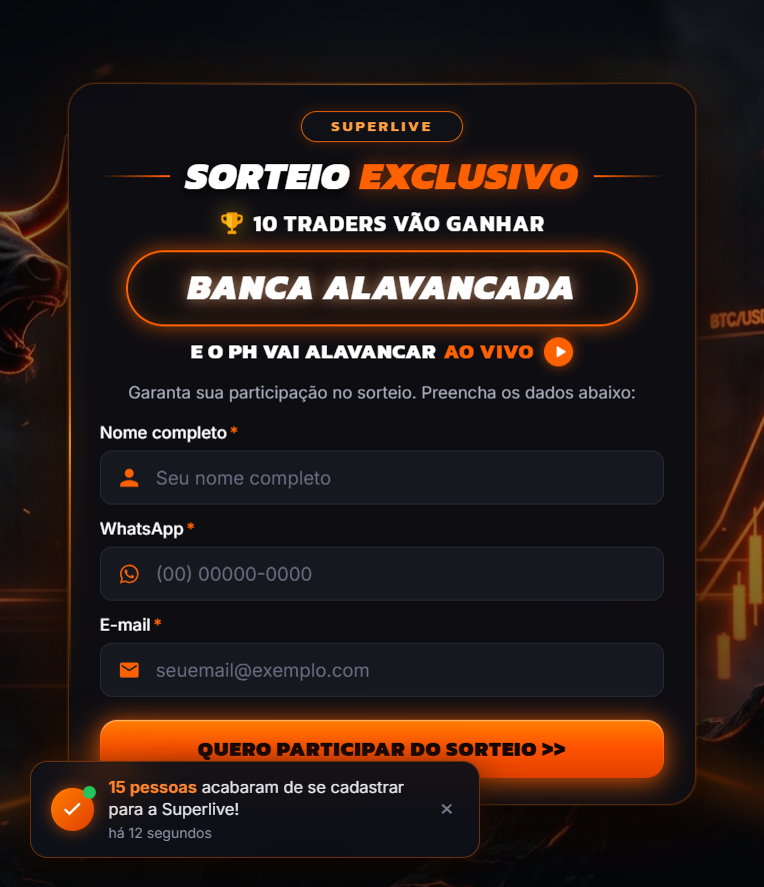 SUPERLIVE
SORTEIO EXCLUSIVO
10 TRADERS VÃO GANHAR
BANCA ALAVANCADA
E O PH VAI ALAVANCAR AO VIVO
BTC/USD
Garanta sua participação no sorteio. Preencha os dados abaixo:
Nome completo *
Seu nome completo
WhatsApp *
(00) 00000-0000
E-mail *
seuemail@exemplo.com
QUERO PARTICIPAR DO SORTEIO >>
15 pessoas acabaram de se cadastrar
para a Superlive!
há 12 segundos